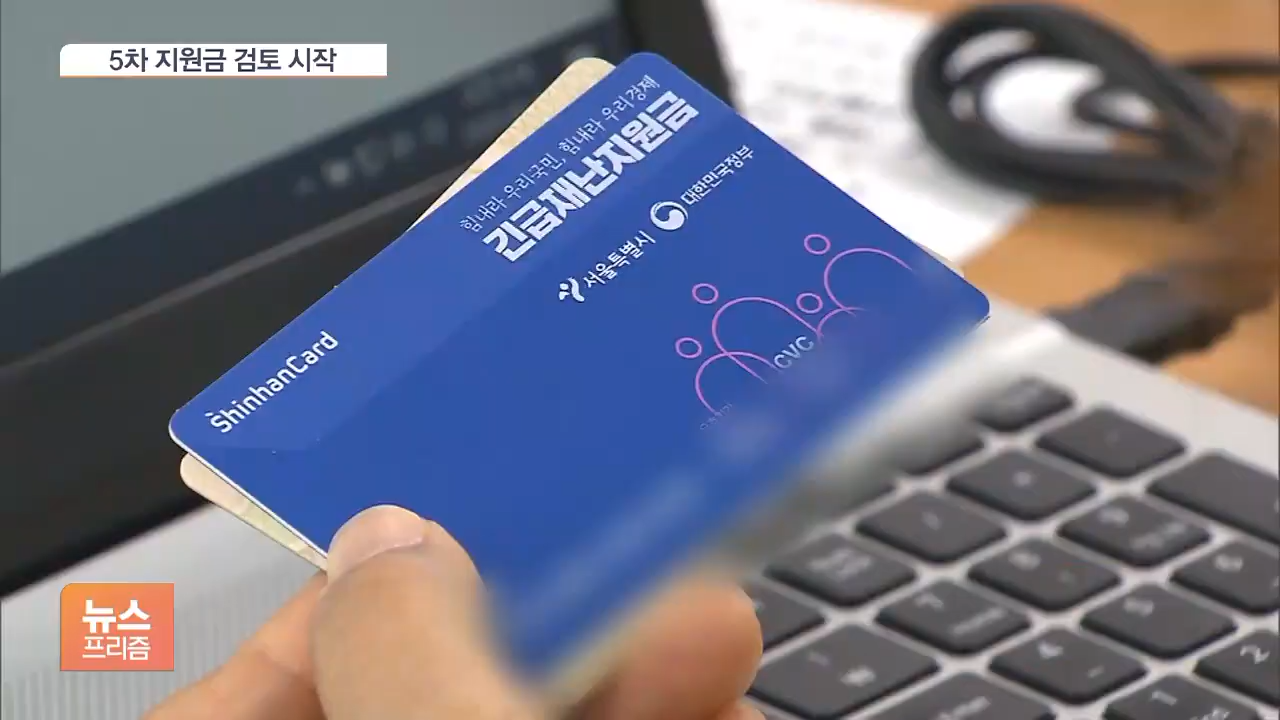 5차 지원금 검토 시작
힘내라 우리국민, 힘내라 우리경제
긴급재난지원금
서울특별시 대한민국정부
ShinhanCard
CVC
뉴스
프리즘